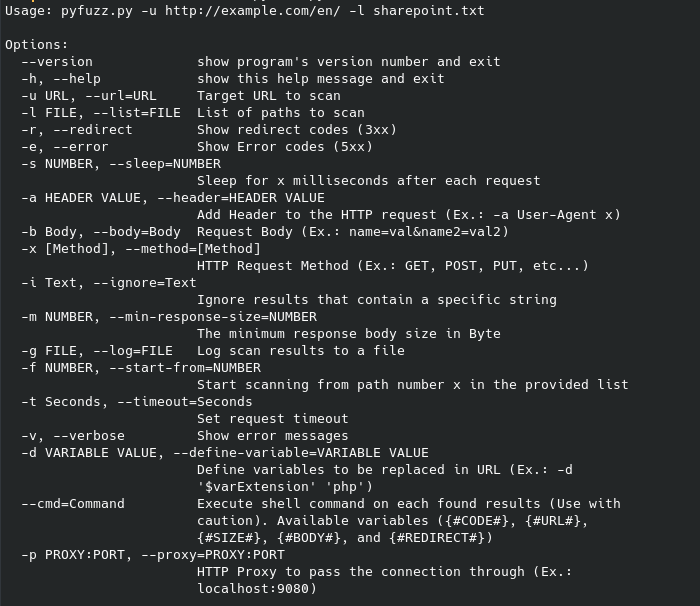 Usage: pyfuzz.py -u http://example.com/en/ -l sharepoint.txt

Options:
  --version             show program's version number and exit
  -h, --help            show this help message and exit
  -u URL, --url=URL     Target URL to scan
  -l FILE, --list=FILE  List of paths to scan
  -r, --redirect        Show redirect codes (3xx)
  -e, --error           Show Error codes (5xx)
  -s NUMBER, --sleep=NUMBER
                        Sleep for x milliseconds after each request
  -a HEADER VALUE, --header=HEADER VALUE
                        Add Header to the HTTP request (Ex.: -a User-Agent x)
  -b Body, --body=Body  Request Body (Ex.: name=val&name2=val2)
  -x [Method], --method=[Method]
                        HTTP Request Method (Ex.: GET, POST, PUT, etc...)
  -i Text, --ignore=Text
                        Ignore results that contain a specific string
  -m NUMBER, --min-response-size=NUMBER
                        The minimum response body size in Byte
  -g FILE, --log=FILE   Log scan results to a file
  -f NUMBER, --start-from=NUMBER
                        Start scanning from path number x in the provided list
  -t Seconds, --timeout=Seconds
                        Set request timeout
  -v, --verbose         Show error messages
  -d VARIABLE VALUE, --define-variable=VARIABLE VALUE
                        Define variables to be replaced in URL (Ex.: -d
                        '$varExtension' 'php')
  --cmd=Command         Execute shell command on each found results (Use with
                        caution). Available variables ({#CODE#}, {#URL#},
                        {#SIZE#}, {#BODY#}, and {#REDIRECT#})
  -p PROXY:PORT, --proxy=PROXY:PORT
                        HTTP Proxy to pass the connection through (Ex.:
                        localhost:9080)